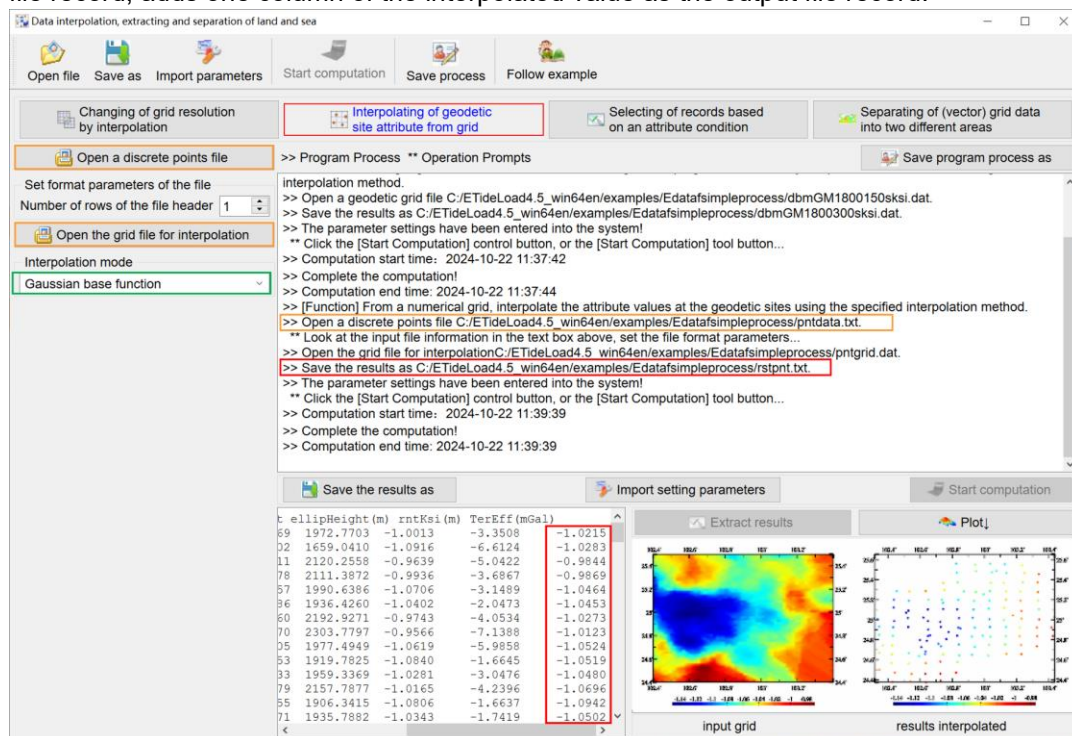 file record, adds one column of the interpolated value as the output file record.
Data interpolation, extracting and separation of land and sea
Open file Save as Import parameters Start computation Save process Follow example
Changing of grid resolution by interpolation
Interpolating of geodetic site attribute from grid
Selecting of records based on an attribute condition
Separating of (vector) grid data into two different areas
Open a discrete points file
>> Program Process ** Operation Prompts
Save program process as
Set format parameters of the file
Number of rows of the file header 1
Open the grid file for interpolation
Interpolation mode
Gaussian base function
interpolation method.
>> Open a geodetic grid file C:/ETideLoad4.5_win64en/examples/Edatafsimpleprocess/dbmGM1800150sksi.dat.
>> Save the results as C:/ETideLoad4.5_win64en/examples/Edatafsimpleprocess/dbmGM1800300sksi.dat.
>> The parameter settings have been entered into the system!
** Click the [Start Computation] control button, or the [Start Computation] tool button...
>> Computation start time: 2024-10-22 11:37:42
>> Complete the computation!
>> Computation end time: 2024-10-22 11:37:44
>> [Function] From a numerical grid, interpolate the attribute values at the geodetic sites using the specified interpolation method.
>> Open a discrete points file C:/ETideLoad4.5_win64en/examples/Edatafsimpleprocess/pntdata.txt.
** Look at the input file information in the text box above, set the file format parameters...
>> Open the grid file for interpolationC:/ETideLoad4.5_win64en/examples/Edatafsimpleprocess/pntgrid.dat.
>> Save the results as C:/ETideLoad4.5_win64en/examples/Edatafsimpleprocess/rstpnt.txt.
>> The parameter settings have been entered into the system!
** Click the [Start Computation] control button, or the [Start Computation] tool button...
>> Computation start time: 2024-10-22 11:39:39
>> Complete the computation!
>> Computation end time: 2024-10-22 11:39:39
Save the results as
Import setting parameters
Start computation
t ellipHeight(m) rntKsi(m) TerEff(mGal)
69 1972.7703 -1.0013 -3.3508 -1.0215
02 1659.0410 -1.0916 -6.6124 -1.0283
11 2120.2558 -0.9639 -5.0422 -0.9844
78 2111.3872 -0.9936 -3.6867 -0.9869
57 1990.6386 -1.0706 -3.1489 -1.0464
86 1936.4260 -1.0402 -2.0473 -1.0453
60 2192.9271 -0.9743 -4.0534 -1.0273
70 2303.7797 -0.9566 -7.1388 -1.0123
05 1977.4949 -1.0619 -5.9858 -1.0524
53 1919.7825 -1.0840 -1.6645 -1.0519
33 1959.3369 -1.0281 -3.0476 -1.0480
79 2157.7877 -1.0165 -4.2396 -1.0696
55 1906.3415 -1.0806 -1.6637 -1.0942
71 1935.7882 -1.0343 -1.7419 -1.0502
Extract results
Plot↓
input grid
results interpolated